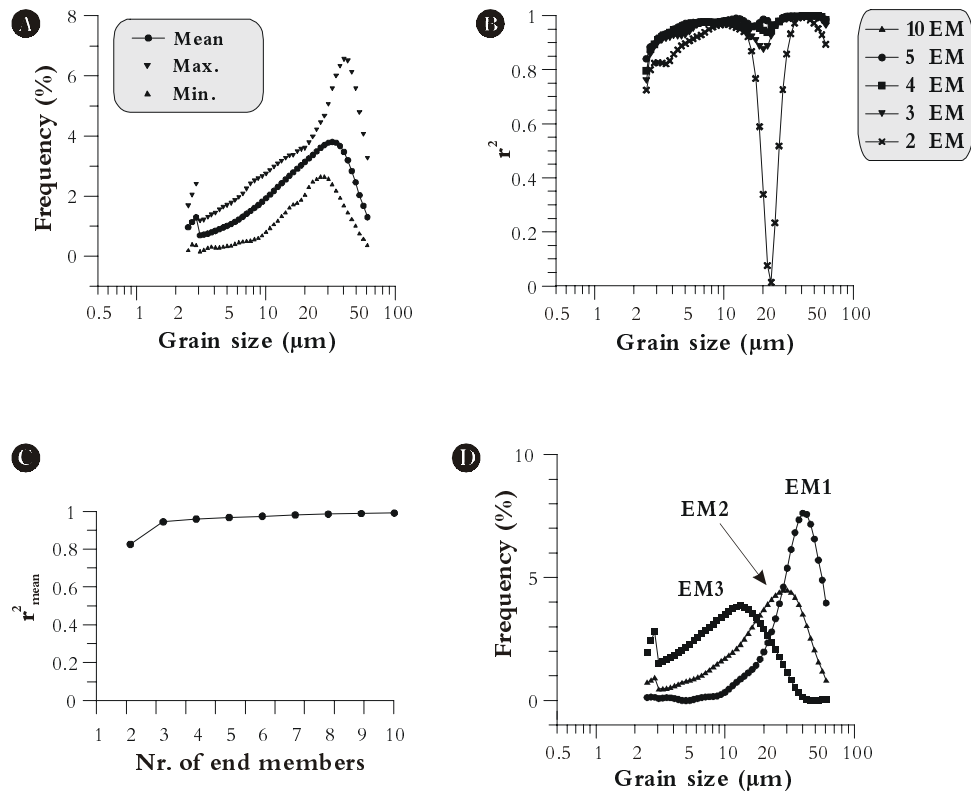 A
8
6
4
2
0
Frequency (%)
Mean
Max.
Min.
0.5 1 2 5 10 20 50 100
Grain size (μm)
B
1
0.8
0.6
0.4
0.2
0
r²
10 EM
5 EM
4 EM
3 EM
2 EM
0.5 1 2 5 10 20 50 100
Grain size (μm)
C
1
0.8
0.6
0.4
0.2
0
r² mean
1 2 3 4 5 6 7 8 9 10
Nr. of end members
D
10
5
0
Frequency (%)
EM1
EM2
EM3
0.5 1 2 5 10 20 50 100
Grain size (μm)